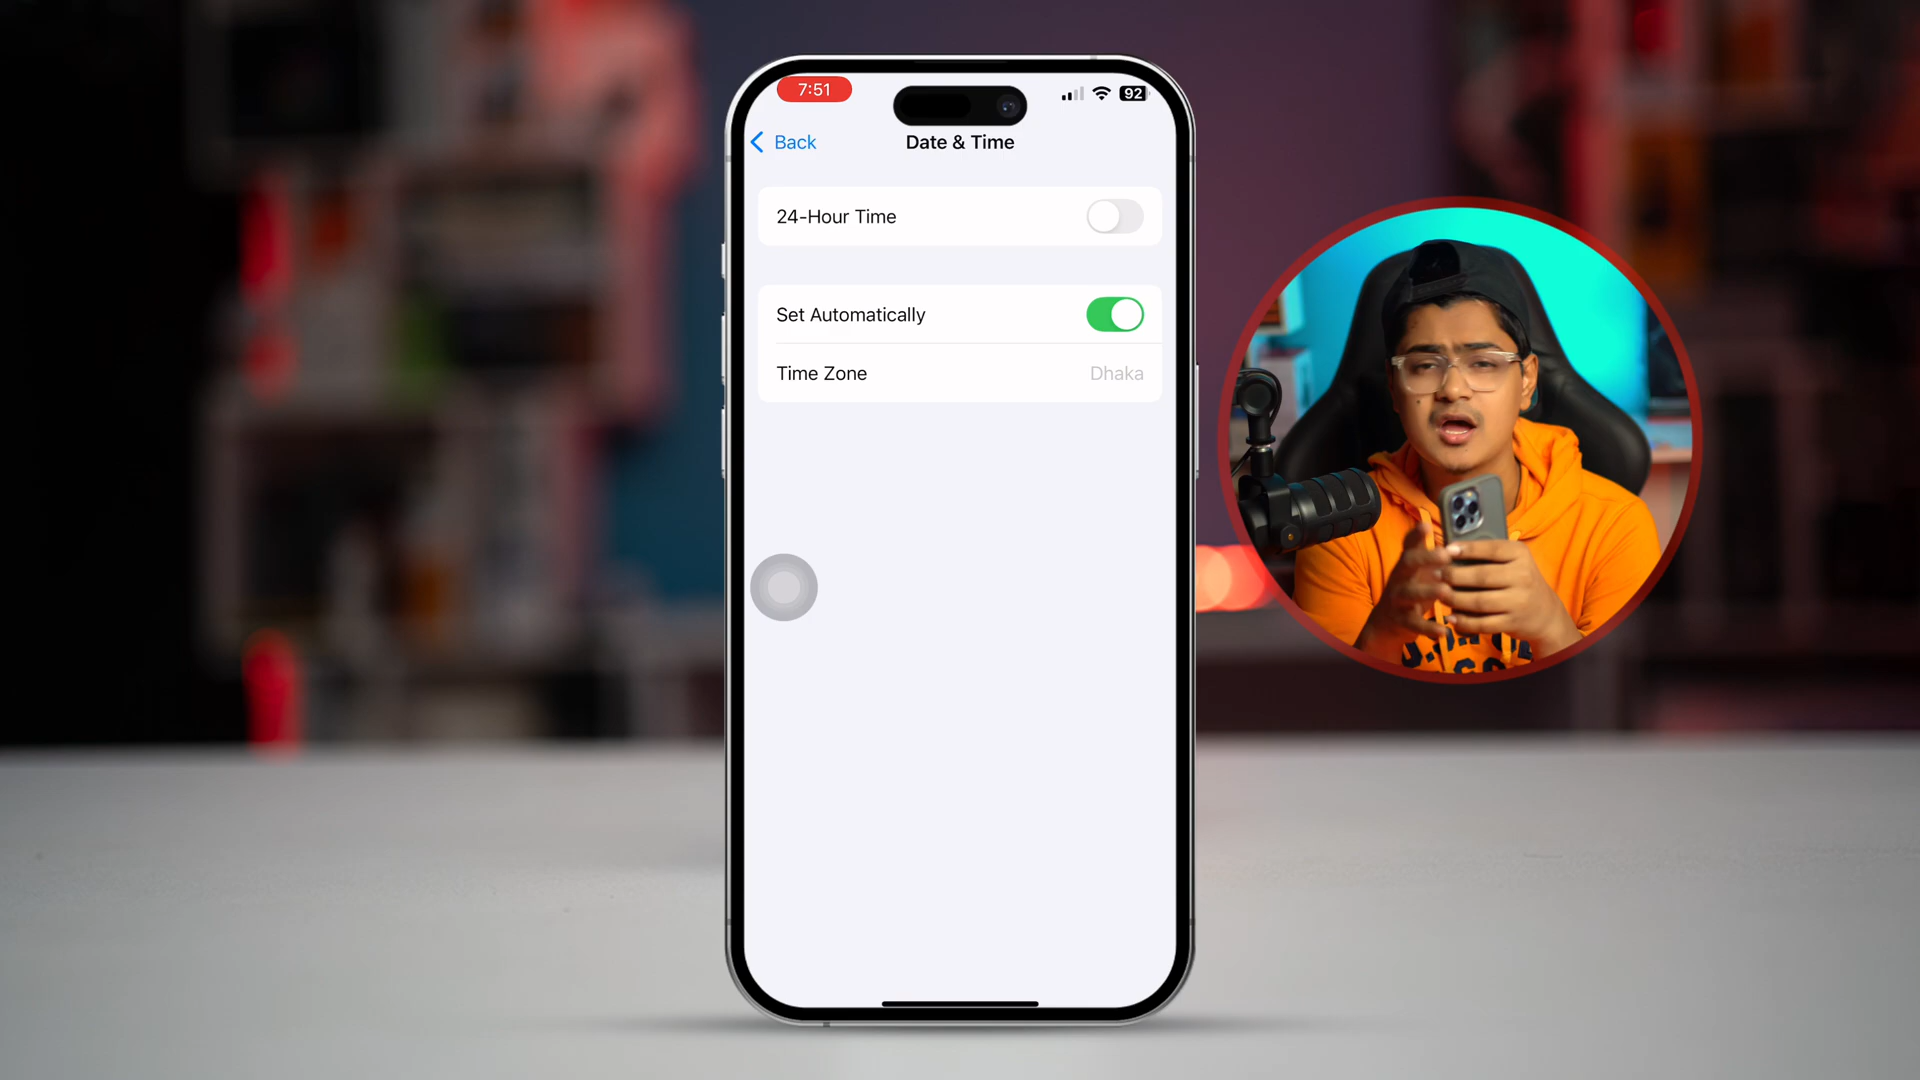 7:51
92
Back
Date & Time
24-Hour Time
Set Automatically
Time Zone
Dhaka